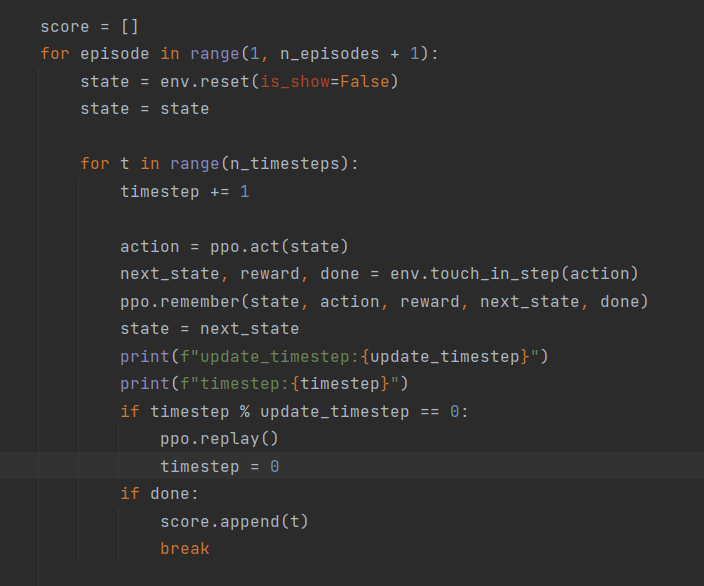 score = []
for episode in range(1, n_episodes + 1):
    state = env.reset(is_show=False)
    state = state
    for t in range(n_timesteps):
        timestep += 1
        action = ppo.act(state)
        next_state, reward, done = env.touch_in_step(action)
        ppo.remember(state, action, reward, next_state, done)
        state = next_state
        print(f"update_timestep:{update_timestep}")
        print(f"timestep:{timestep}")
        if timestep % update_timestep == 0:
            ppo.replay()
            timestep = 0
        if done:
            score.append(t)
            break